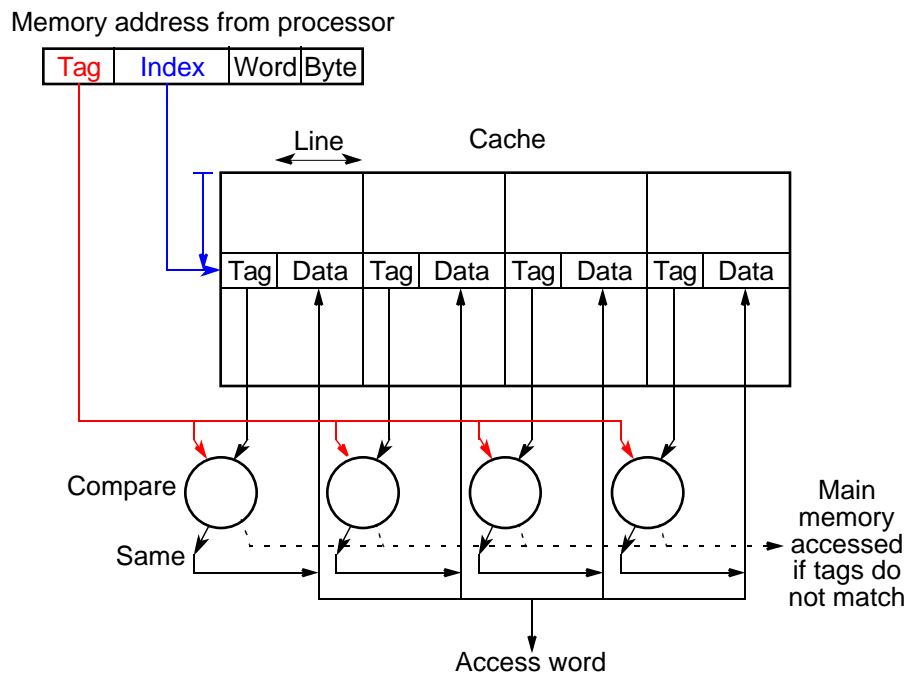 Memory address from processor
Tag Index Word Byte
Line Cache
Tag Data Tag Data Tag Data Tag Data
Compare
Same
Main
memory
accessed
if tags do
not match
Access word